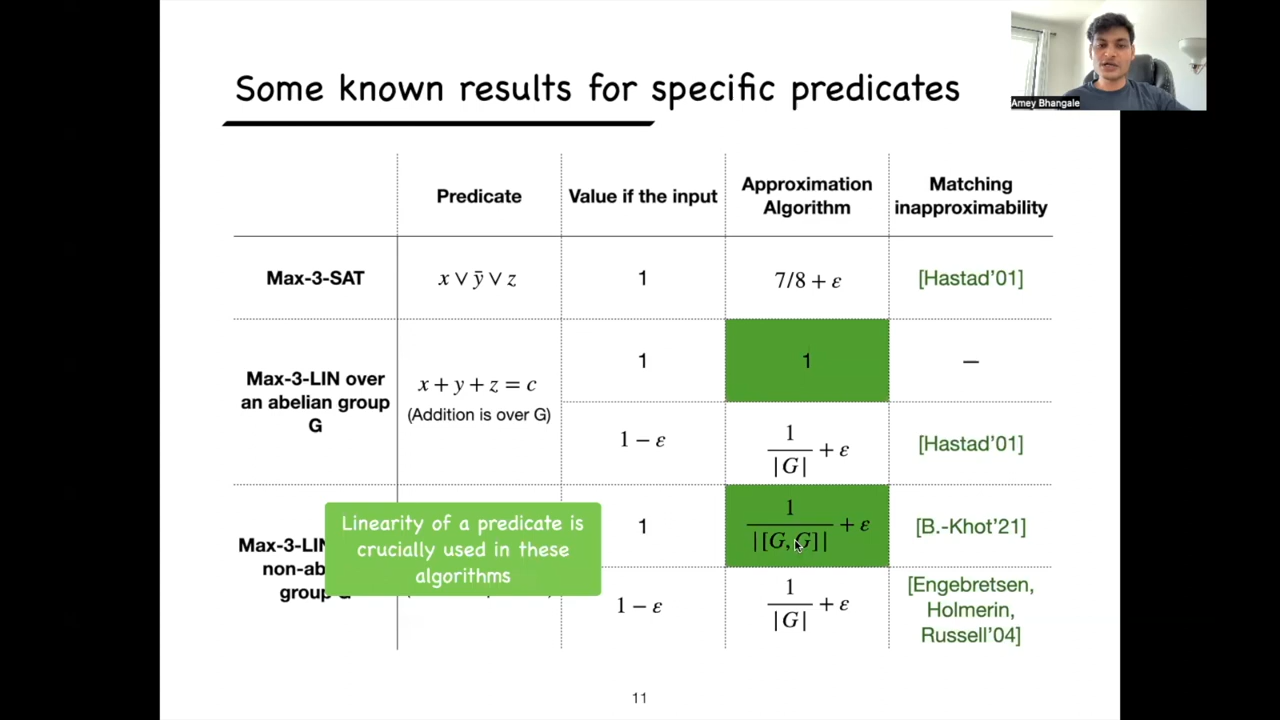 Some known results for specific predicates
Amey Bhangale
Predicate
Value if the input
Approximation
Algorithm
Matching
inapproximability
Max-3-SAT
x ∨ ȳ ∨ z
1
7/8 + ε
[Hastad'01]
Max-3-LIN over
an abelian group
G
x + y + z = c
(Addition is over G)
1
1
—
1 − ε
1/|G| + ε
[Hastad'01]
Linearity of a predicate is
crucially used in these
algorithms
1
1/|[G, G]| + ε
[B.-Khot'21]
1 − ε
1/|G| + ε
[Engebretsen,
Holmerin,
Russell'04]
Max-3-LIN
11